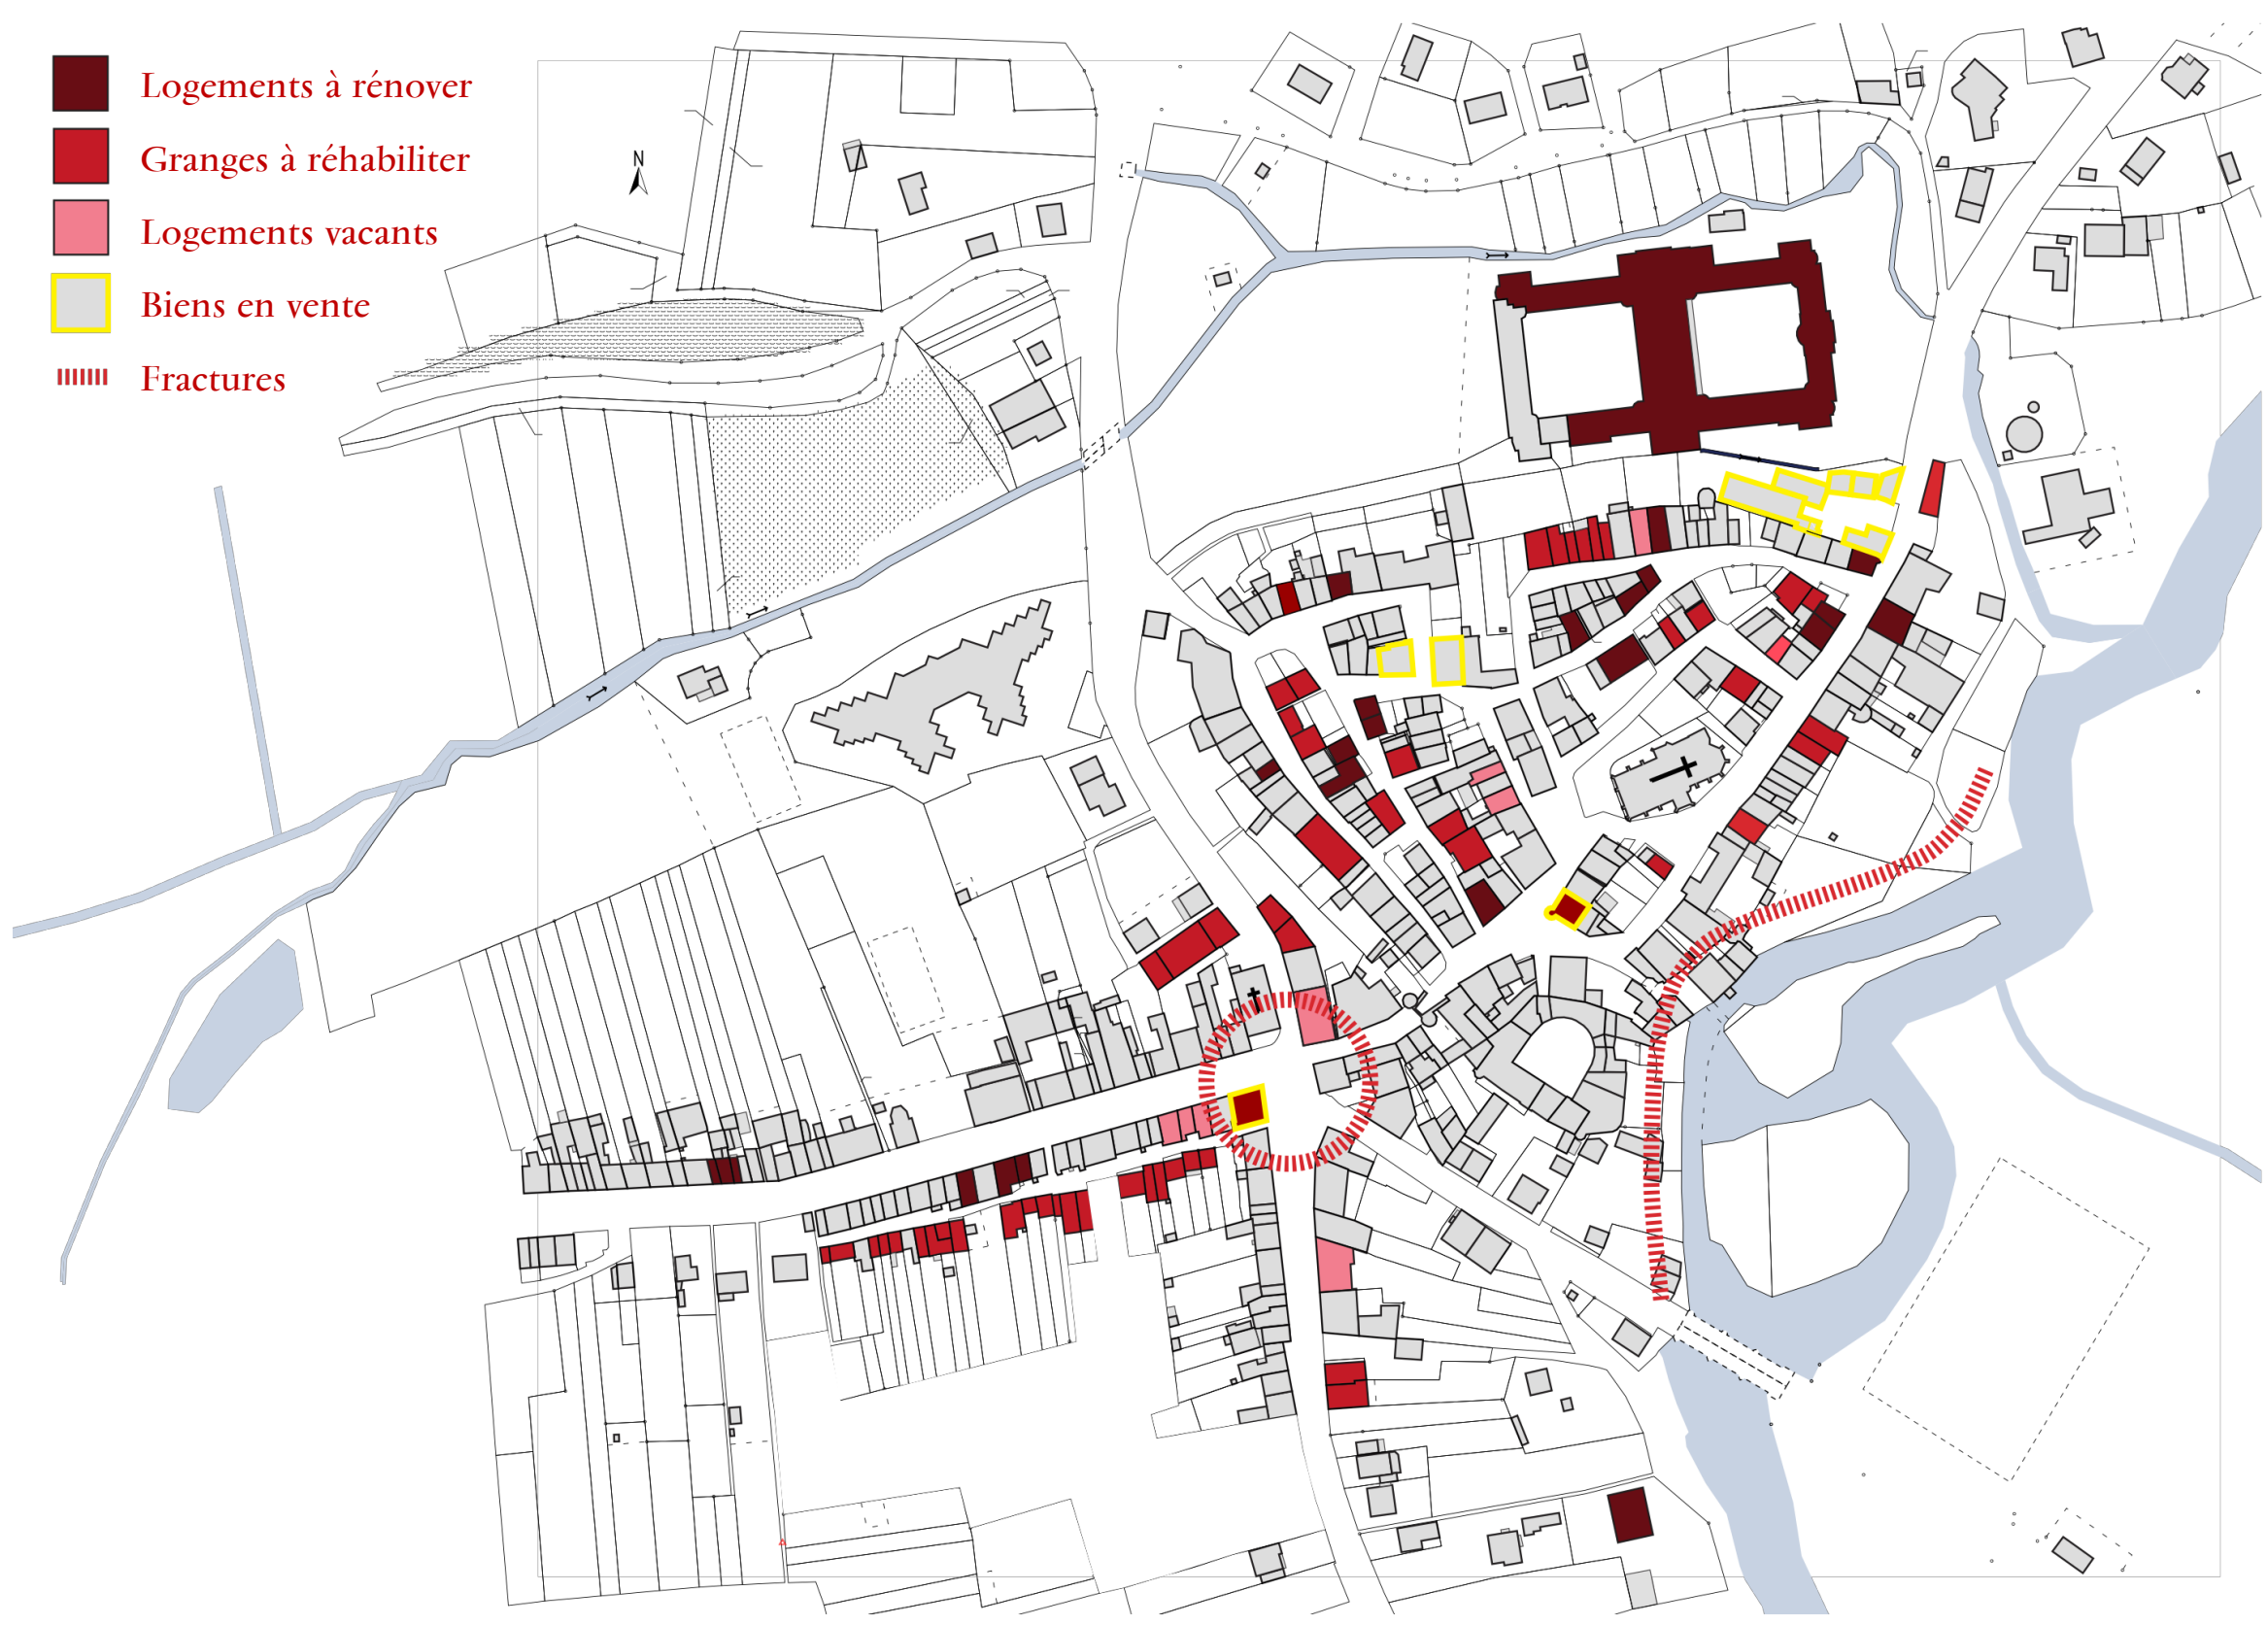 Logements à rénover
Granges à réhabiliter
N
Logements vacants
Biens en vente
Fractures